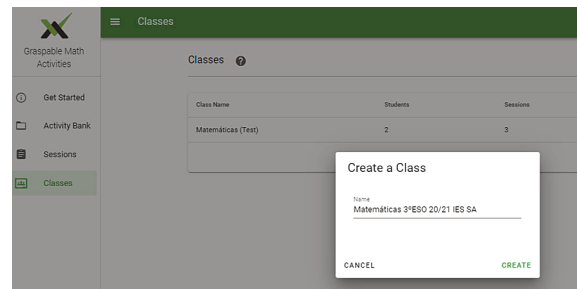 Classes
Graspable Math
Activities
Get Started
Activity Bank
Sessions
Classes
Classes
Class Name Students Sessions
Matemáticas (Test) 2 3
Create a Class
Name
Matemáticas 3ºESO 20/21 IES SA
CANCEL CREATE